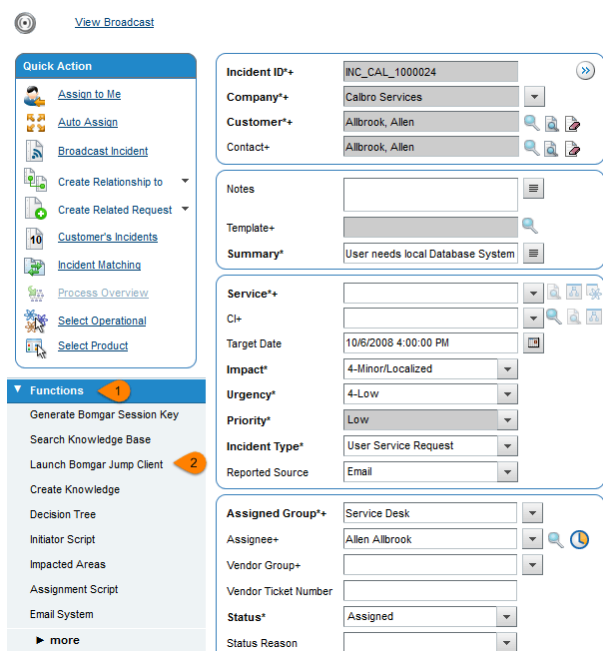 View Broadcast
Quick Action
Assign to Me
Auto Assign
Broadcast Incident
Create Relationship to
Create Related Request
10 Customer's Incidents
Incident Matching
Process Overview
Select Operational
Select Product
Functions 1
Generate Bomgar Session Key
Search Knowledge Base
Launch Bomgar Jump Client 2
Create Knowledge
Decision Tree
Initiator Script
Impacted Areas
Assignment Script
Email System
more
Incident ID*+ INC_CAL_1000024
Company*+ Calbro Services
Customer*+ Allbrook, Allen
Contact+ Allbrook, Allen
Notes
Template+
Summary* User needs local Database System
Service*+
CI+
Target Date 10/6/2008 4:00:00 PM
Impact* 4-Minor/Localized
Urgency* 4-Low
Priority* Low
Incident Type* User Service Request
Reported Source Email
Assigned Group*+ Service Desk
Assignee+ Allen Allbrook
Vendor Group+
Vendor Ticket Number
Status* Assigned
Status Reason